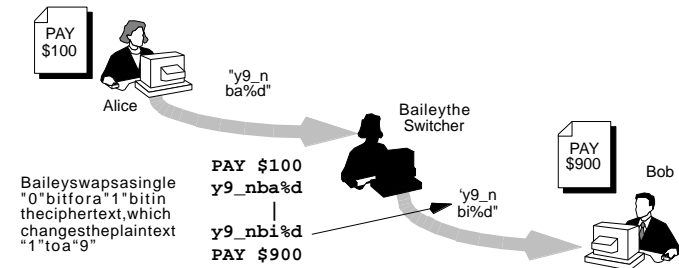 PAY
$100
Alice
"y9_n
ba%d"
Baileythe
Switcher
PAY
$900
Bob
Baileyswapsasingle
"0"bitfora"1"bitin
theciphertext,which
changestheplaintext
“1”toa“9”
PAY $100
y9_nba%d
|
y9_nbi%d
PAY $900
‘y9_n
bi%d"